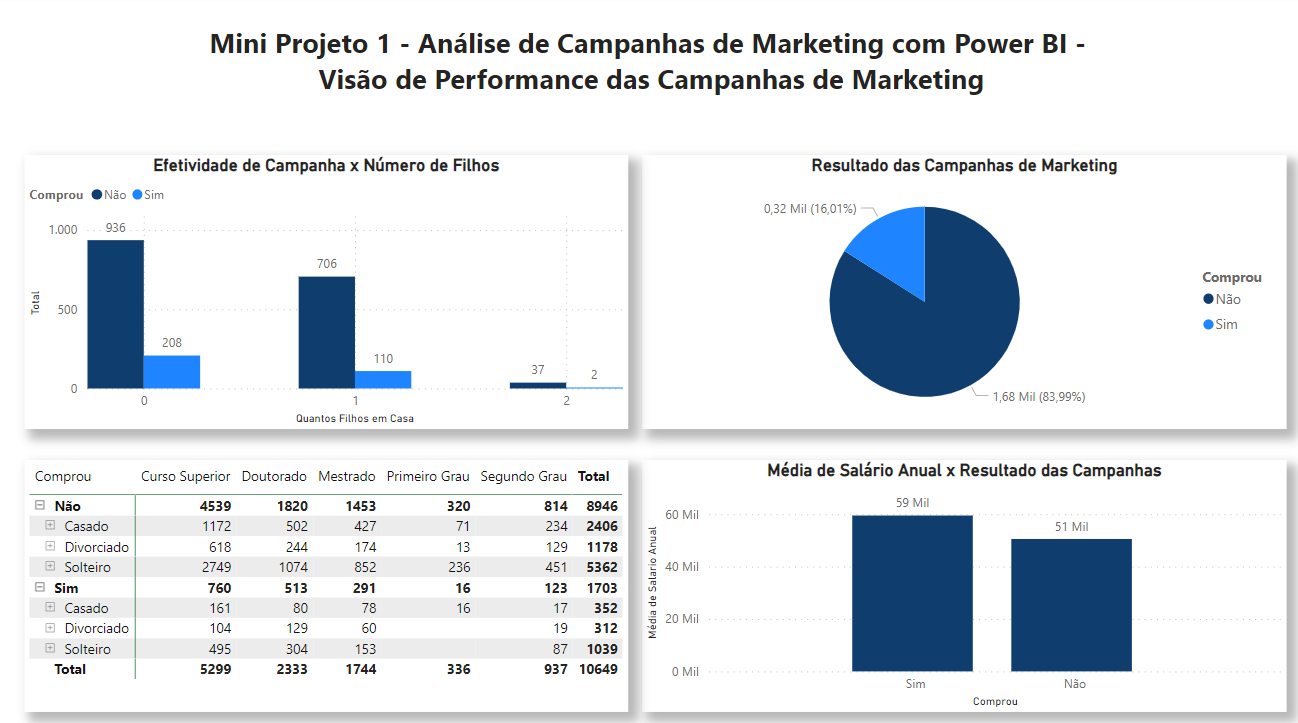 Mini Projeto 1 - Análise de Campanhas de Marketing com Power BI -
Visão de Performance das Campanhas de Marketing
Efetividade de Campanha x Número de Filhos
Comprou Não Sim
1.000
500
0
Total
936
208
706
110
37
2
0 1 2
Quantos Filhos em Casa
Resultado das Campanhas de Marketing
0,32 Mil (16,01%)
1,68 Mil (83,99%)
Comprou
Não
Sim
Comprou Curso Superior Doutorado Mestrado Primeiro Grau Segundo Grau Total
Não 4539 1820 1453 320 814 8946
Casado 1172 502 427 71 234 2406
Divorciado 618 244 174 13 129 1178
Solteiro 2749 1074 852 236 451 5362
Sim 760 513 291 16 123 1703
Casado 161 80 78 16 17 352
Divorciado 104 129 60 19 312
Solteiro 495 304 153 87 1039
Total 5299 2333 1744 336 937 10649
Média de Salário Anual x Resultado das Campanhas
60 Mil
40 Mil
20 Mil
0 Mil
Média de Salario Anual
59 Mil
51 Mil
Sim Não
Comprou